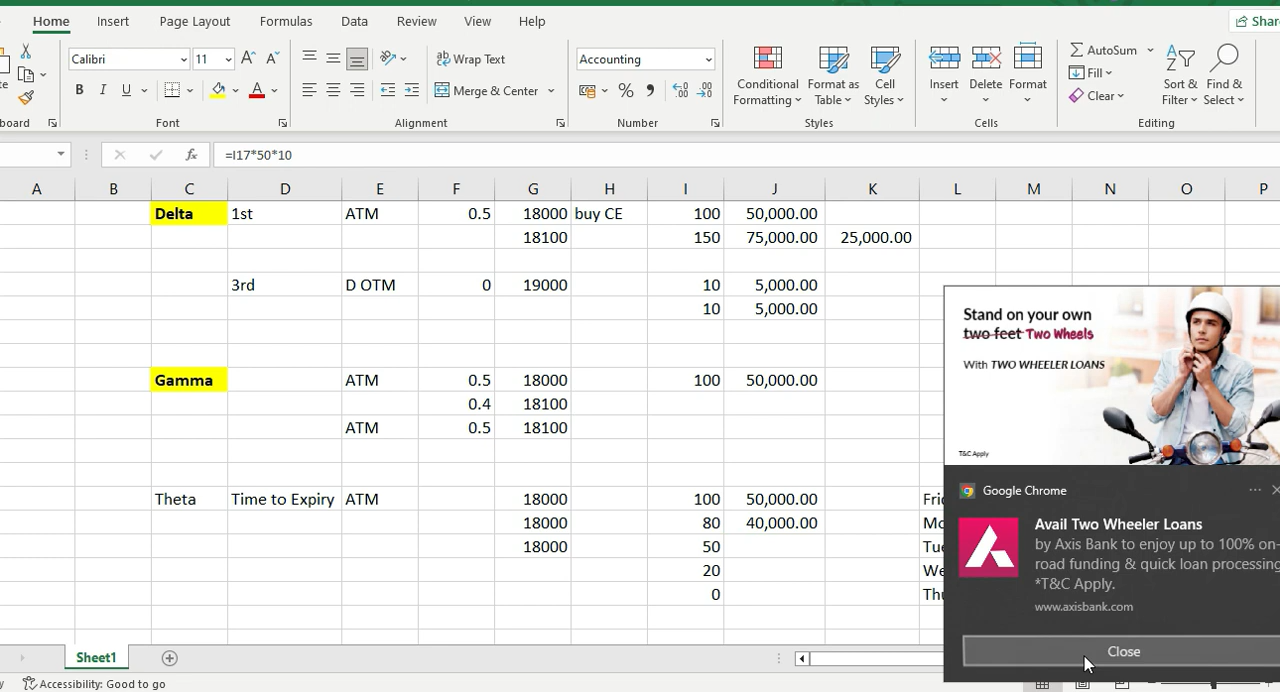 Home Insert Page Layout Formulas Data Review View Help
Calibri 11 Wrap Text Accounting AutoSum
B I U Merge & Center Conditional Formatting Format as Table Cell Styles Insert Delete Format Fill Clear Sort & Filter Find & Select
Font Alignment Number Styles Cells Editing
fx =I17*50*10
A B C D E F G H I J K L M N O P
Delta 1st ATM 0.5 18000 buy CE 100 50,000.00
18100 150 75,000.00 25,000.00
3rd D OTM 0 19000 10 5,000.00
10 5,000.00
Gamma ATM 0.5 18000 100 50,000.00
0.4 18100
ATM 0.5 18100
Theta Time to Expiry ATM 18000 100 50,000.00
18000 80 40,000.00
18000 50
20
0
Stand on your own
two feet Two Wheels
With TWO WHEELER LOANS
T&C Apply
Google Chrome
Avail Two Wheeler Loans
by Axis Bank to enjoy up to 100% on-
road funding & quick loan processing
*T&C Apply.
www.axisbank.com
Close
Sheet1
Accessibility: Good to go